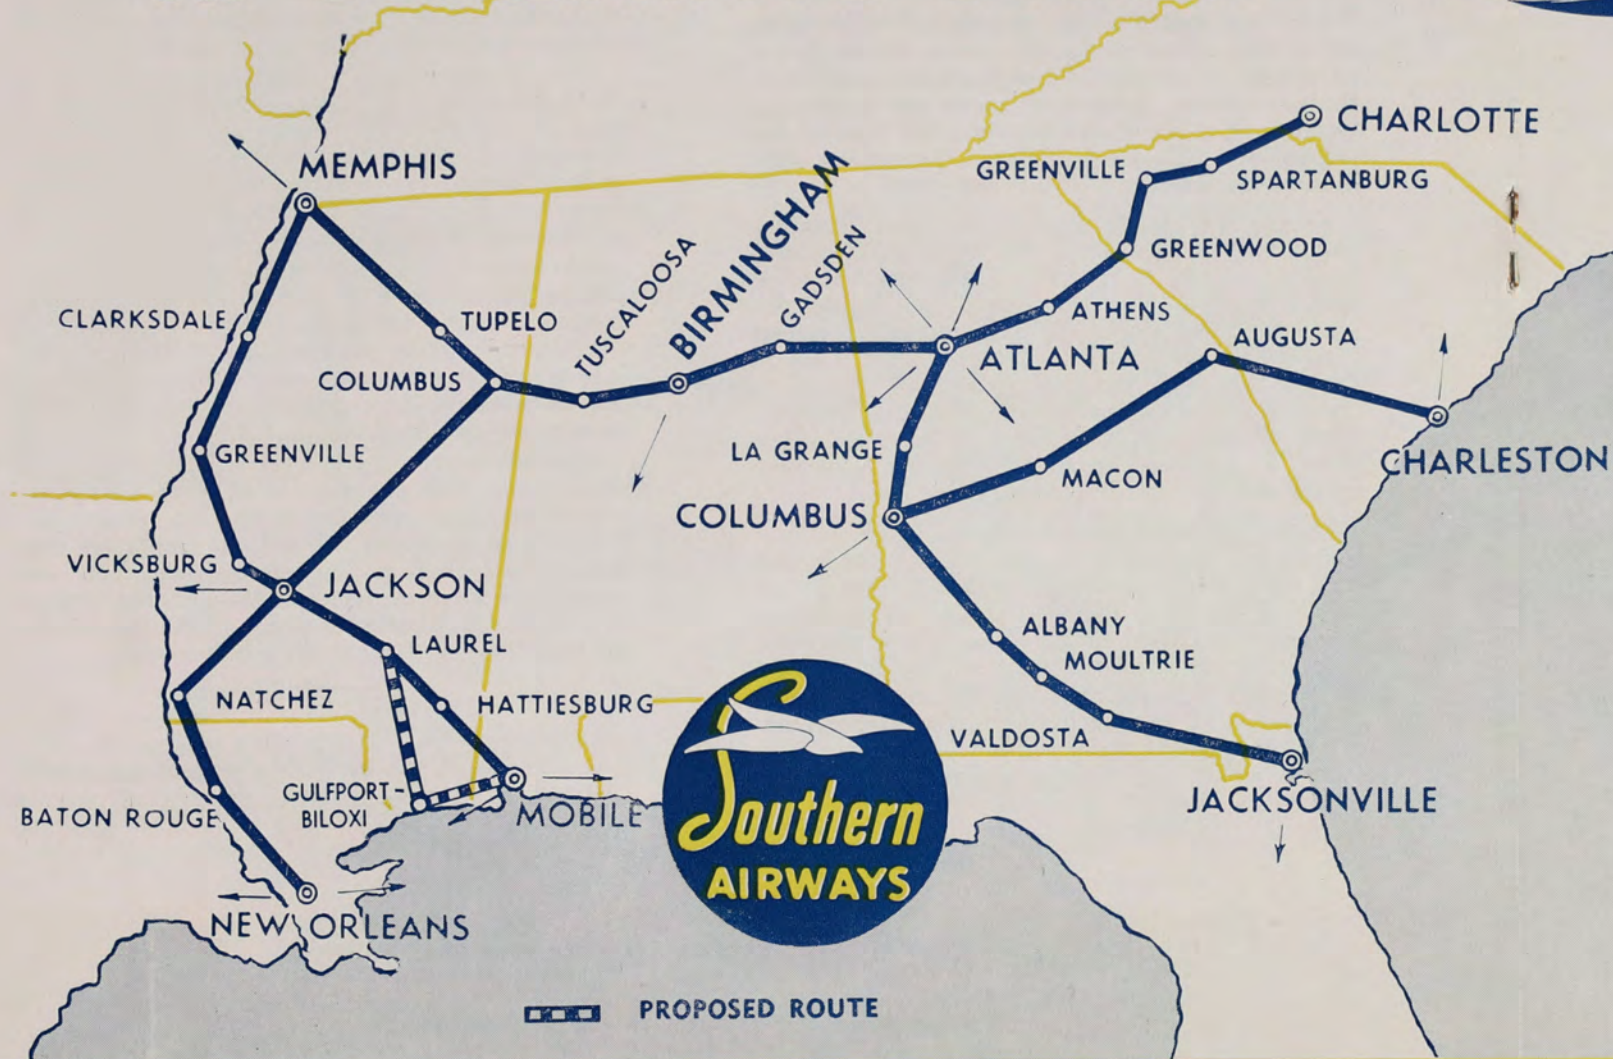 CHARLOTTE
MEMPHIS
GREENVILLE
SPARTANBURG
BIRMINGHAM
TUSCALOOSA
GADSDEN
GREENWOOD
CLARKSDALE
TUPELO
ATHENS
AUGUSTA
COLUMBUS
ATLANTA
GREENVILLE
LA GRANGE
CHARLESTON
MACON
COLUMBUS
VICKSBURG
JACKSON
ALBANY
LAUREL
MOULTRIE
NATCHEZ
HATTIESBURG
VALDOSTA
GULFPORT-
BILOXI
BATON ROUGE
MOBILE
JACKSONVILLE
Southern
AIRWAYS
NEW ORLEANS
PROPOSED ROUTE